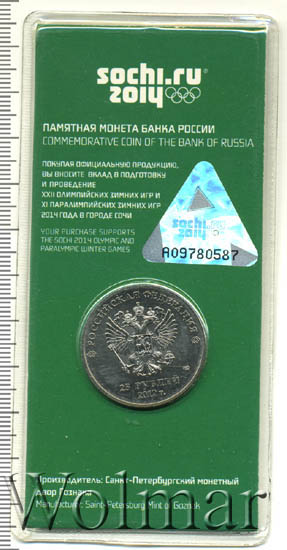 sochi.ru
2014
ПАМЯТНАЯ МОНЕТА БАНКА РОССИИ
COMMEMORATIVE COIN OF THE BANK OF RUSSIA
ПОКУПАЯ ОФИЦИАЛЬНУЮ ПРОДУКЦИЮ,
ВЫ ВНОСИТЕ ВКЛАД В ПОДГОТОВКУ
И ПРОВЕДЕНИЕ
XXII ОЛИМПИЙСКИХ ЗИМНИХ ИГР И
XI ПАРАЛИМПИЙСКИХ ЗИМНИХ ИГР
2014 ГОДА В ГОРОДЕ СОЧИ
YOUR PURCHASE SUPPORTS
THE SOCHI 2014 OLYMPIC AND
PARALYMPIC WINTER GAMES
sochi.ru
2014
A09780587
РОССИЙСКАЯ ФЕДЕРАЦИЯ
25 РУБЛЕЙ
2012 г.
Производитель: Санкт-Петербургский монетный
двор Гознака
Manufacturer: Saint-Petersburg Mint of Goznak
Wolmar